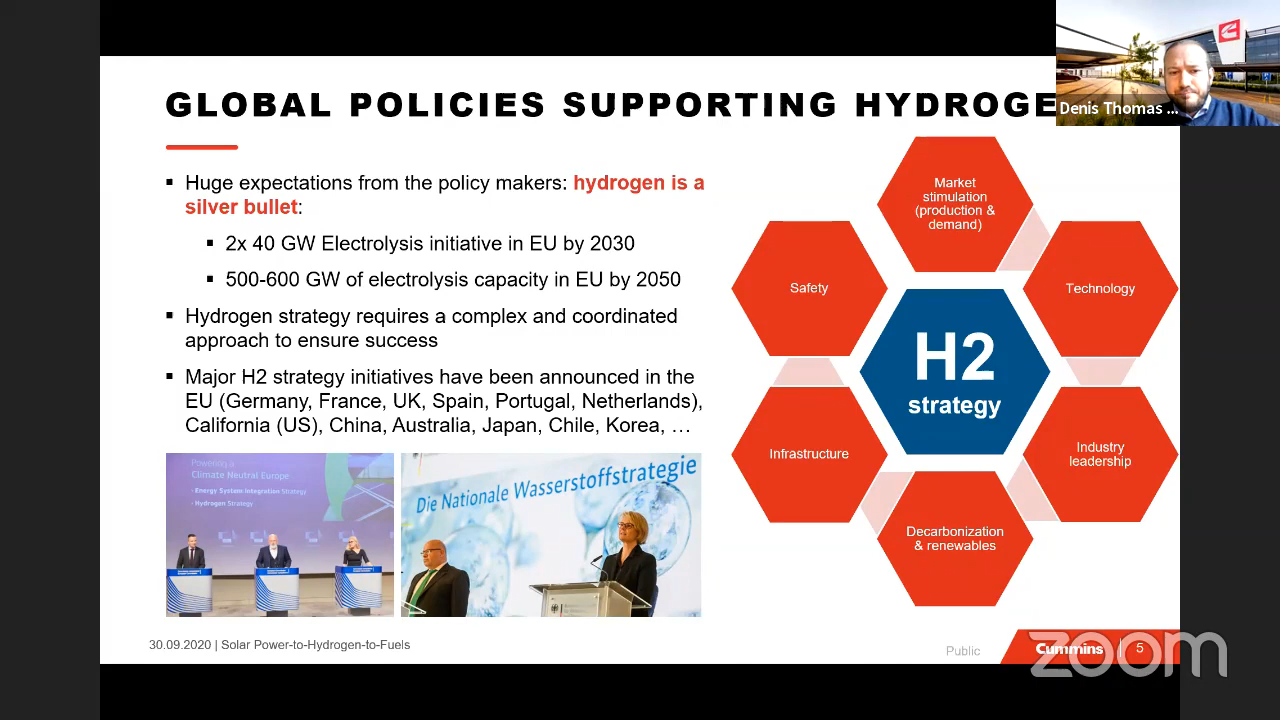 GLOBAL POLICIES SUPPORTING HYDROGE
Denis Thomas ...
▪ Huge expectations from the policy makers: hydrogen is a
silver bullet:
▪ 2x 40 GW Electrolysis initiative in EU by 2030
▪ 500-600 GW of electrolysis capacity in EU by 2050
▪ Hydrogen strategy requires a complex and coordinated
approach to ensure success
▪ Major H2 strategy initiatives have been announced in the
EU (Germany, France, UK, Spain, Portugal, Netherlands),
California (US), China, Australia, Japan, Chile, Korea, …
Market
stimulation
(production &
demand)
Technology
Industry
leadership
Decarbonization
& renewables
Infrastructure
Safety
H2
strategy
Climate Neutral Europe
- Energy System Integration Strategy
- Hydrogen Strategy
Die Nationale Wasserstoffstrategie
30.09.2020 | Solar Power-to-Hydrogen-to-Fuels
Public
Cummins
5
zoom